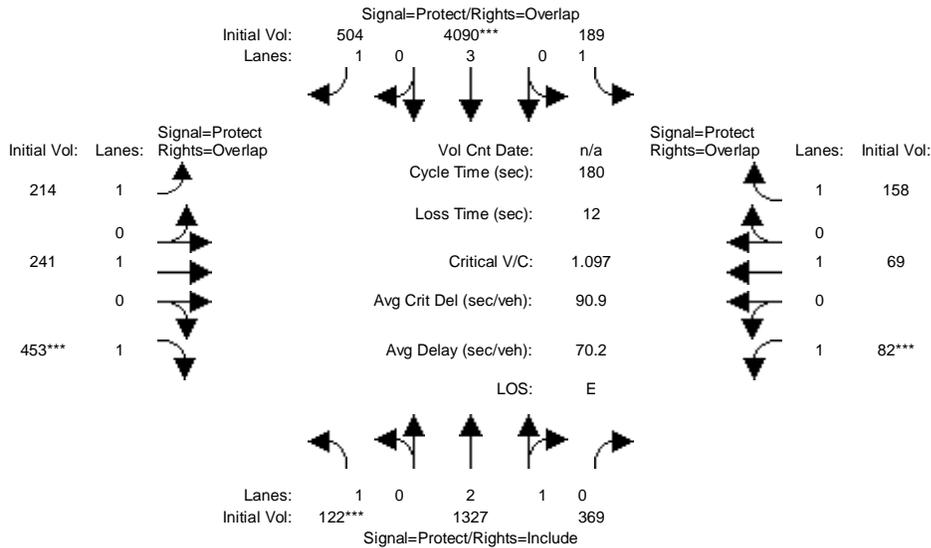 Signal=Protect/Rights=Overlap
Initial Vol: 504 4090*** 189
Lanes: 1 0 3 0 1
Signal=Protect
Initial Vol: Lanes: Rights=Overlap
Vol Cnt Date: n/a
Signal=Protect
Rights=Overlap Lanes: Initial Vol:
Cycle Time (sec): 180
214 1
1 158
Loss Time (sec): 12
0
0
241 1
Critical V/C: 1.097
1 69
0
Avg Crit Del (sec/veh): 90.9
0
453*** 1
Avg Delay (sec/veh): 70.2
1 82***
LOS: E
Lanes: 1 0 2 1 0
Initial Vol: 122*** 1327 369
Signal=Protect/Rights=Include